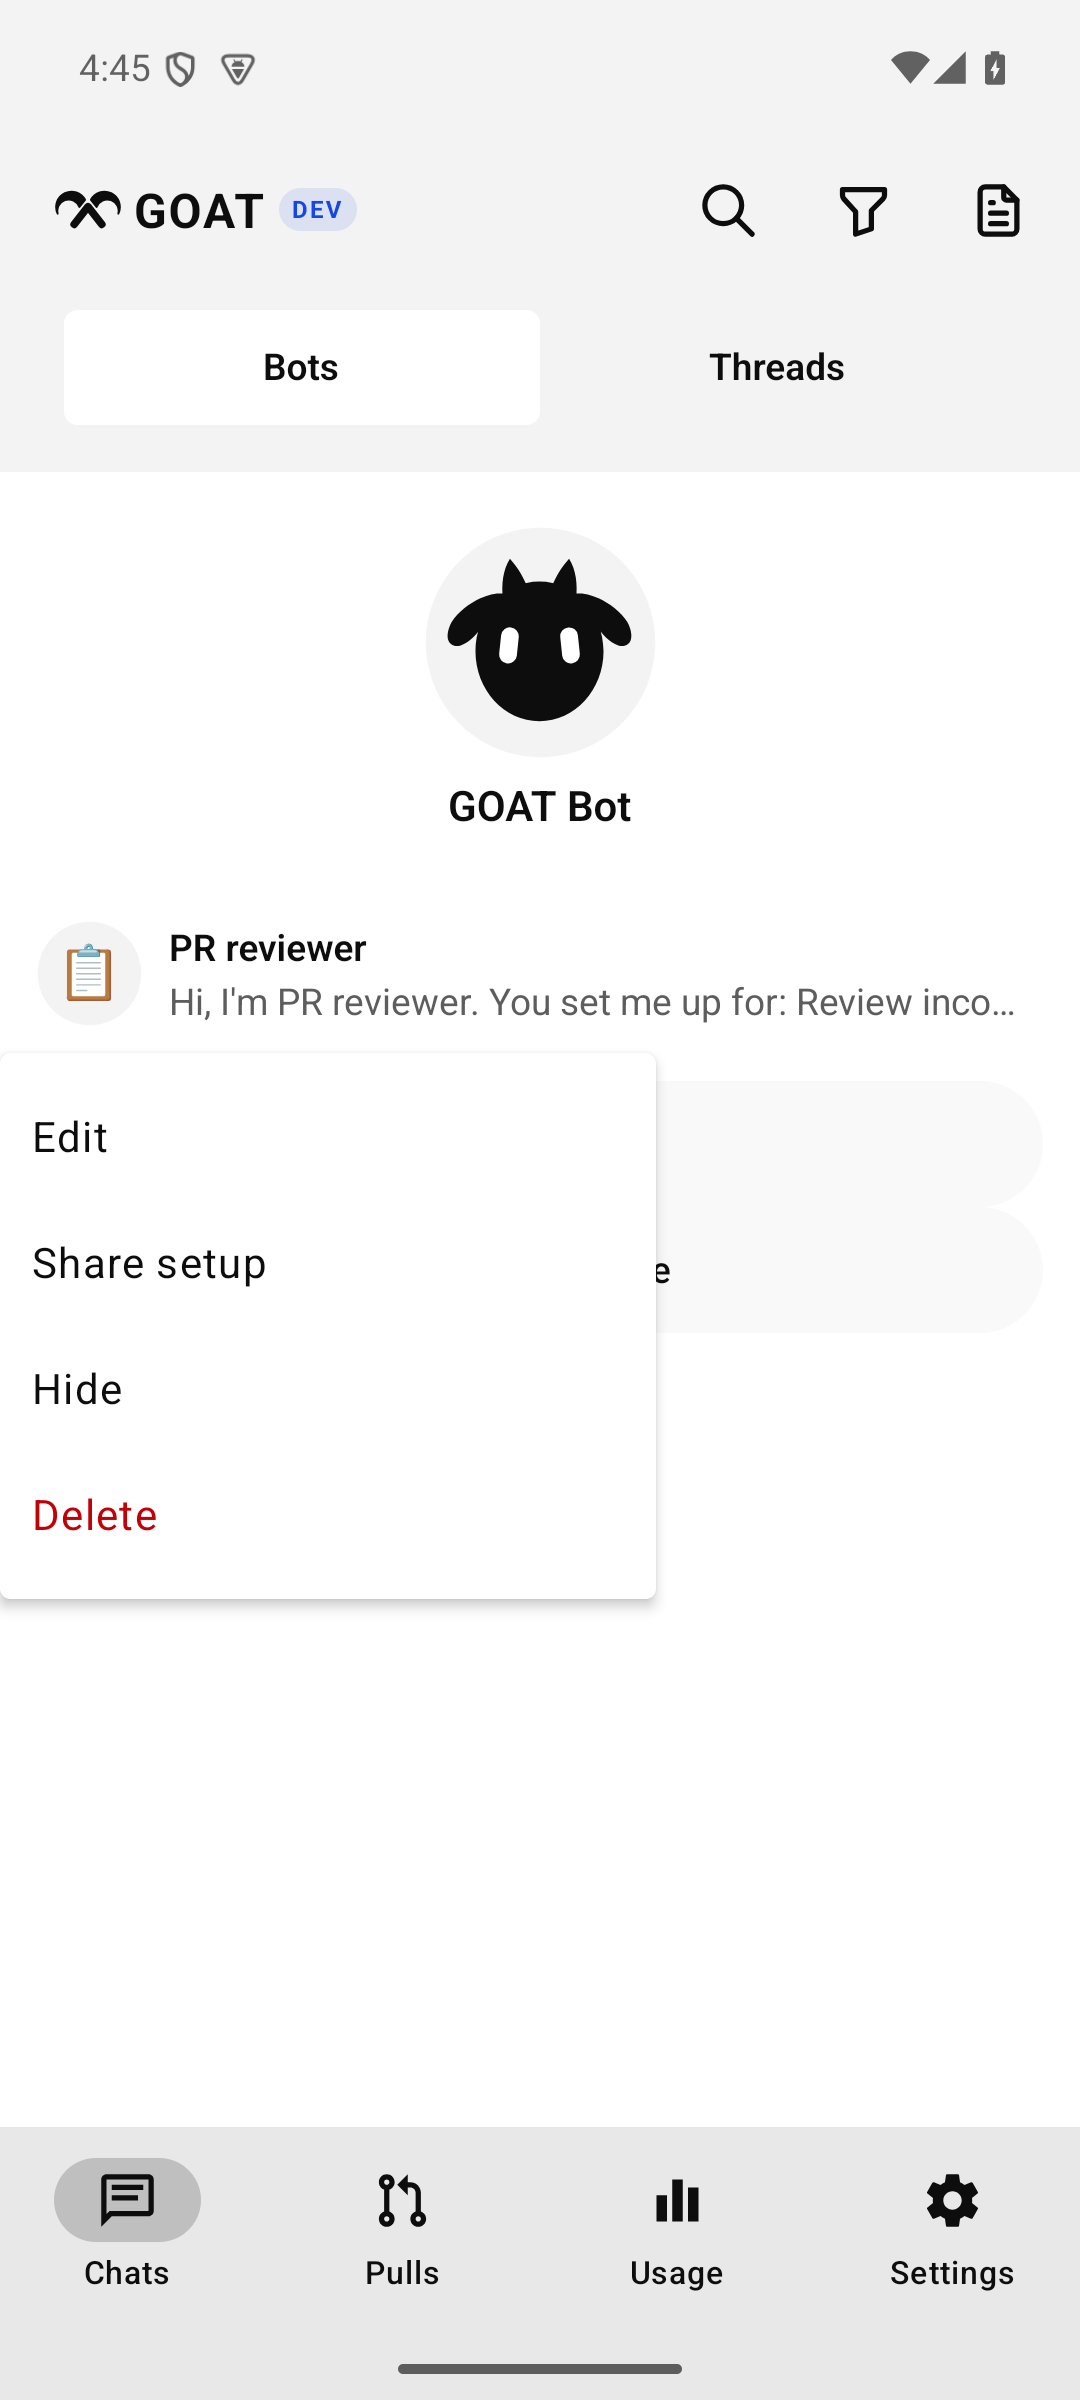 4:45
GOAT DEV
Bots
Threads
GOAT Bot
PR reviewer
Hi, I'm PR reviewer. You set me up for: Review inco...
Edit
Share setup
e
Hide
Delete
Chats
Pulls
Usage
Settings